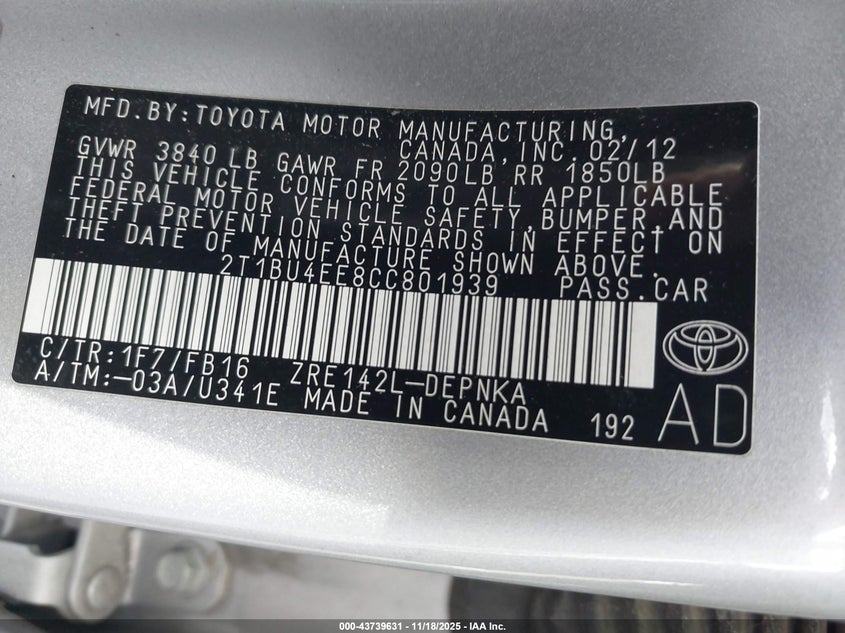 MFD.BY:TOYOTA MOTOR MANUFACTURING,
CANADA,INC.02/12
GVWR 3840LB GAWR FR 2090LB RR 1850LB
THIS VEHICLE CONFORMS TO ALL APPLICABLE
FEDERAL MOTOR VEHICLE SAFETY,BUMPER,AND
THEFT PREVENTION STANDARDS IN EFFECT ON
THE DATE OF MANUFACTURE SHOWN ABOVE.
2T1BU4EE8CC801939 PASS.CAR
C/TR:1F7/FB16 ZRE142L-DEPNKA
A/TM:-03A/U341E MADE IN CANADA 192 AD
000-43739631 - 11/18/2025 - IAA Inc.